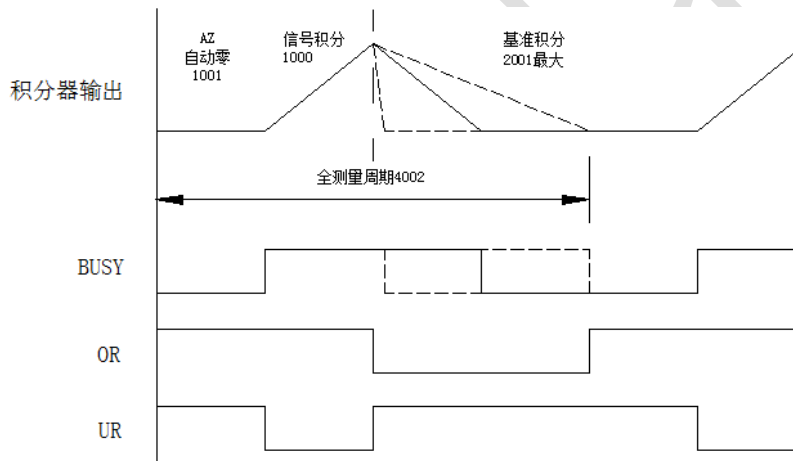 AZ
自动零
1001
信号积分
1000
基准积分
2001最大
积分器输出
全测量周期4002
BUSY
OR
UR